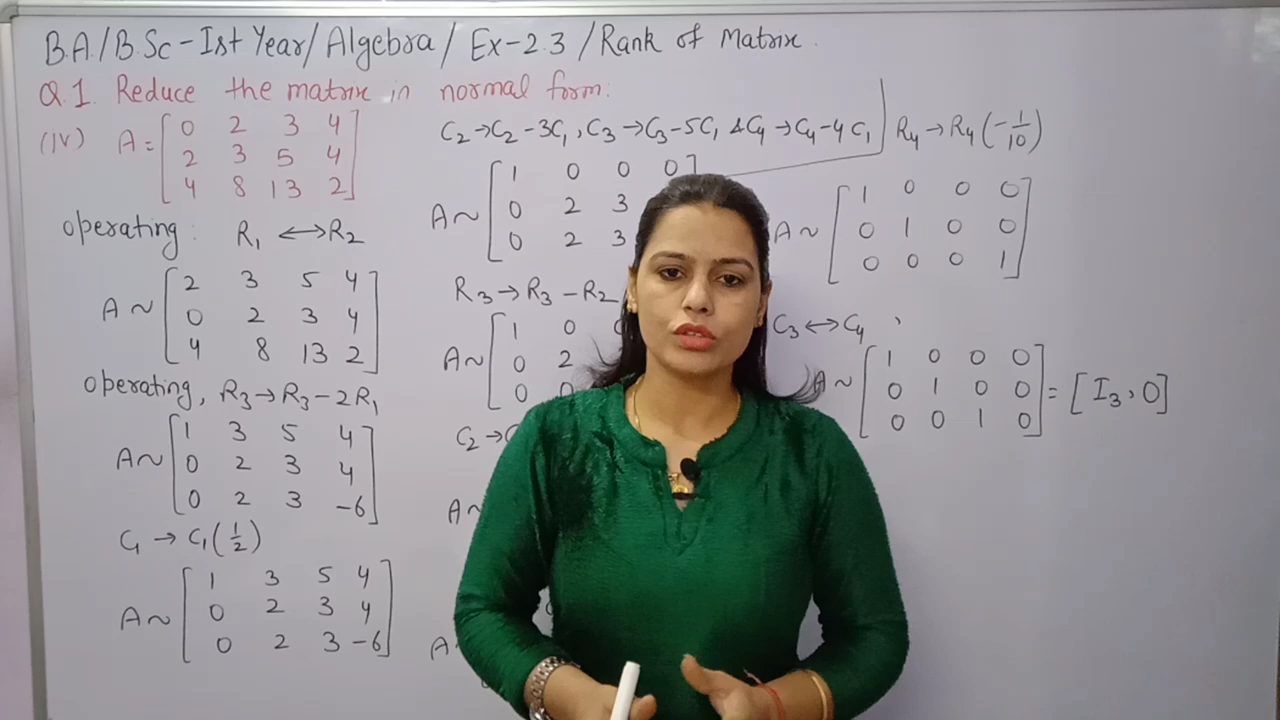 B.A./B.Sc-Ist Year/Algebra/Ex-2.3/Rank of Matrix.
Q.1. Reduce the matrix in normal form:
(IV) A = [0 2 3 4
2 3 5 4
4 8 13 2]
operating: R1 ↔ R2
A ~ [2 3 5 4
0 2 3 4
4 8 13 2]
operating, R3 → R3 - 2R1
A ~ [1 3 5 4
0 2 3 4
0 2 3 -6]
C1 → C1(1/2)
A ~ [1 3 5 4
0 2 3 4
0 2 3 -6]
C2 → C2 - 3C1, C3 → C3 - 5C1 & C4 → C4 - 4C1
A ~ [1 0 0 0]
0 2 3
0 2 3
R3 → R3 - R2
A ~ [1 0
0 2
0 0
C2 →
A ~
A ~
R4 → R4(-1/10)
A ~ [1 0 0 0
0 1 0 0
0 0 0 1]
C3 ↔ C4,
A ~ [1 0 0 0
0 1 0 0
0 0 1 0] = [I3, 0]